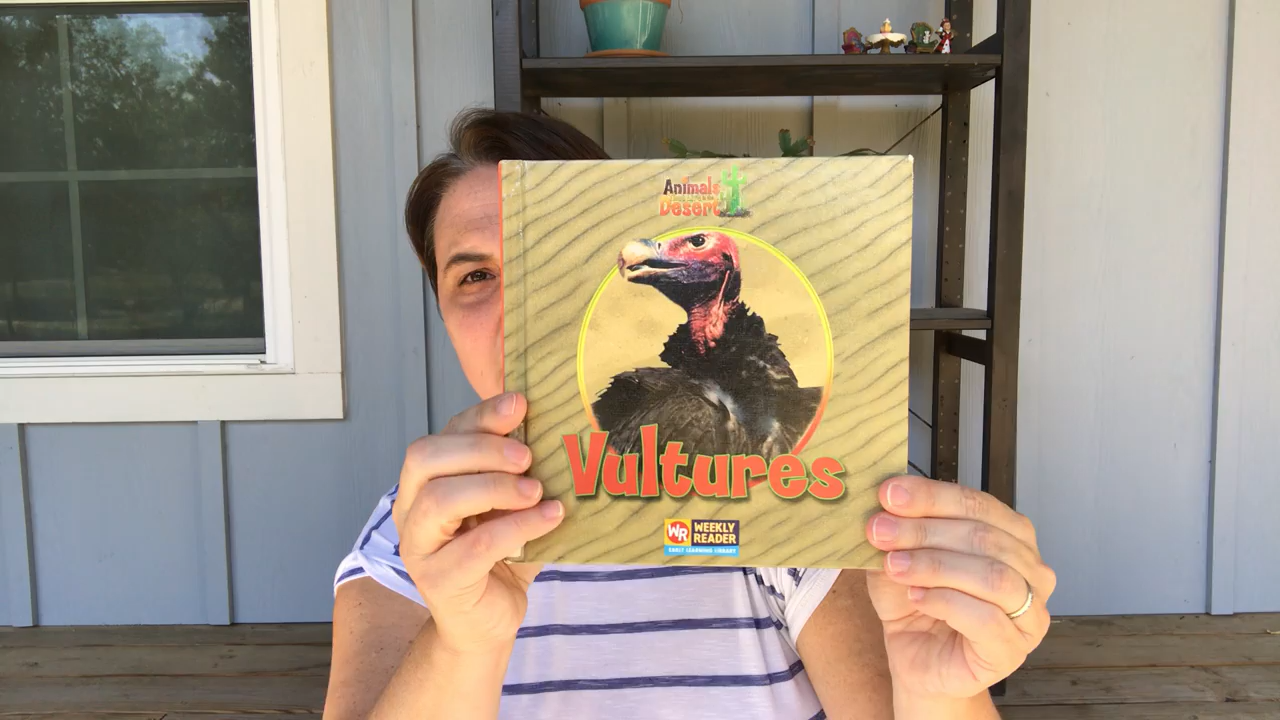 Animals
Desert
Vultures
WR
WEEKLY
READER
EARLY LEARNING LIBRARY